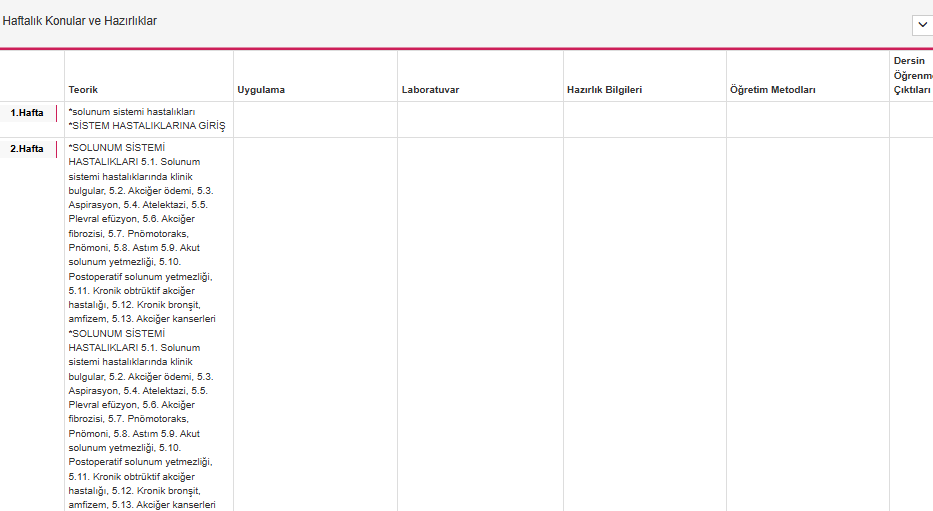 Haftalık Konular ve Hazırlıklar
Teorik
Uygulama
Laboratuvar
Hazırlık Bilgileri
Öğretim Metodları
Dersin
Öğrenme
Çıktıları
1.Hafta
*solunum sistemi hastalıkları
*SİSTEM HASTALIKLARINA GİRİŞ
2.Hafta
*SOLUNUM SİSTEMİ
HASTALIKLARI 5.1. Solunum
sistemi hastalıklarında klinik
bulgular, 5.2. Akciğer ödemi, 5.3.
Aspirasyon, 5.4. Atelektazi, 5.5.
Plevral efüzyon, 5.6. Akciğer
fibrozisi, 5.7. Pnömotoraks,
Pnömoni, 5.8. Astım 5.9. Akut
solunum yetmezliği, 5.10.
Postoperatif solunum yetmezliği,
5.11. Kronik obtrüktif akciğer
hastalığı, 5.12. Kronik bronşit,
amfizem, 5.13. Akciğer kanserleri
*SOLUNUM SİSTEMİ
HASTALIKLARI 5.1. Solunum
sistemi hastalıklarında klinik
bulgular, 5.2. Akciğer ödemi, 5.3.
Aspirasyon, 5.4. Atelektazi, 5.5.
Plevral efüzyon, 5.6. Akciğer
fibrozisi, 5.7. Pnömotoraks,
Pnömoni, 5.8. Astım 5.9. Akut
solunum yetmezliği, 5.10.
Postoperatif solunum yetmezliği,
5.11. Kronik obtrüktif akciğer
hastalığı, 5.12. Kronik bronşit,
amfizem, 5.13. Akciğer kanserleri